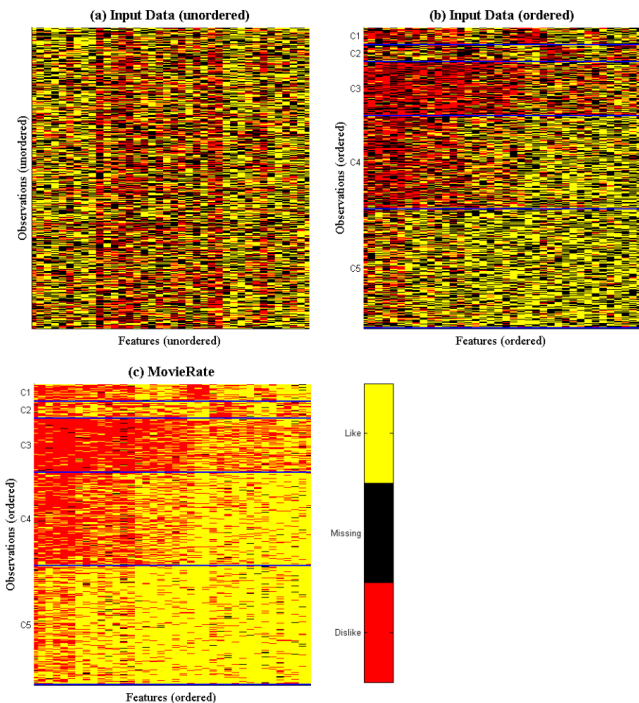 (a) Input Data (unordered)
Observations (unordered)
Features (unordered)
(b) Input Data (ordered)
C1
C2
C3
C4
C5
Observations (ordered)
Features (ordered)
(c) MovieRate
C1
C2
C3
C4
C5
Observations (ordered)
Features (ordered)
Like
Missing
Dislike